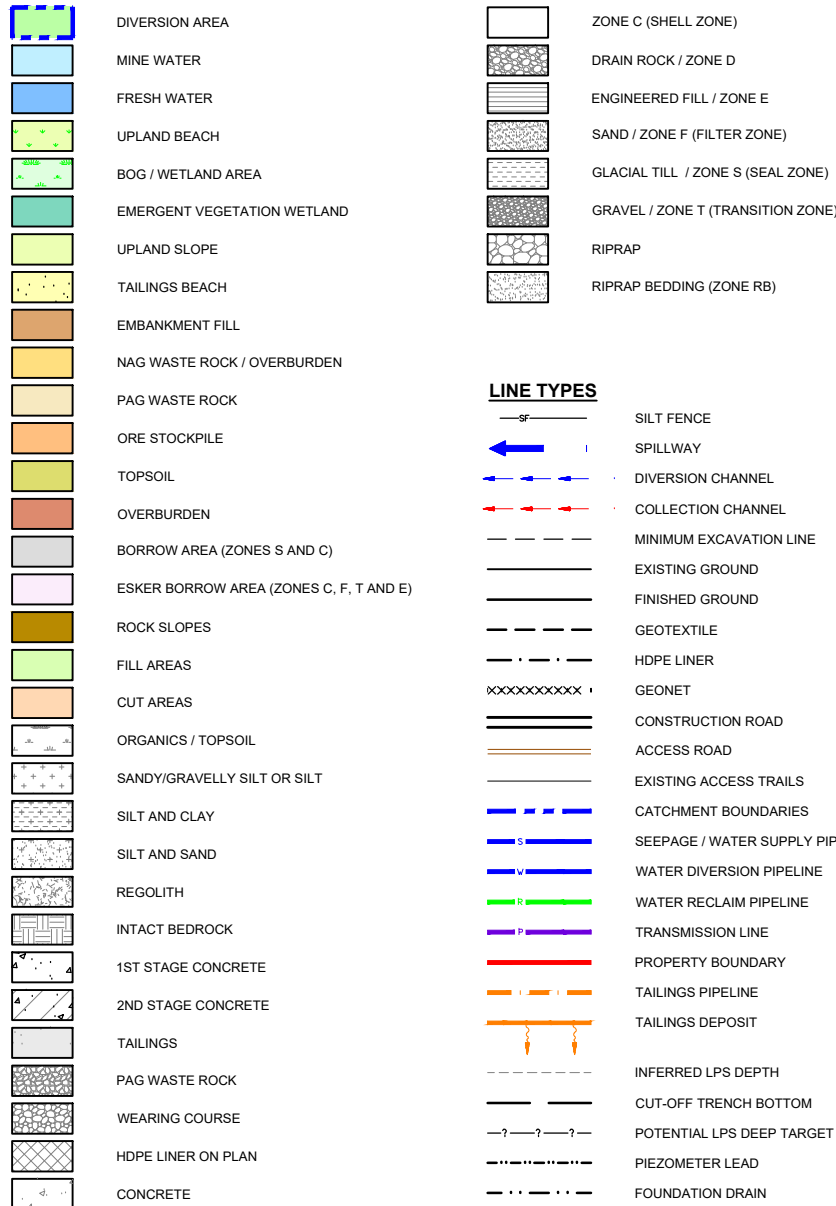 DIVERSION AREA
MINE WATER
FRESH WATER
UPLAND BEACH
BOG / WETLAND AREA
EMERGENT VEGETATION WETLAND
UPLAND SLOPE
TAILINGS BEACH
EMBANKMENT FILL
NAG WASTE ROCK / OVERBURDEN
PAG WASTE ROCK
ORE STOCKPILE
TOPSOIL
OVERBURDEN
BORROW AREA (ZONES S AND C)
ESKER BORROW AREA (ZONES C, F, T AND E)
ROCK SLOPES
FILL AREAS
CUT AREAS
ORGANICS / TOPSOIL
SANDY/GRAVELLY SILT OR SILT
SILT AND CLAY
SILT AND SAND
REGOLITH
INTACT BEDROCK
1ST STAGE CONCRETE
2ND STAGE CONCRETE
TAILINGS
PAG WASTE ROCK
WEARING COURSE
HDPE LINER ON PLAN
CONCRETE
ZONE C (SHELL ZONE)
DRAIN ROCK / ZONE D
ENGINEERED FILL / ZONE E
SAND / ZONE F (FILTER ZONE)
GLACIAL TILL / ZONE S (SEAL ZONE)
GRAVEL / ZONE T (TRANSITION ZONE)
RIPRAP
RIPRAP BEDDING (ZONE RB)
LINE TYPES
SF SILT FENCE
SPILLWAY
DIVERSION CHANNEL
COLLECTION CHANNEL
MINIMUM EXCAVATION LINE
EXISTING GROUND
FINISHED GROUND
GEOTEXTILE
HDPE LINER
GEONET
CONSTRUCTION ROAD
ACCESS ROAD
EXISTING ACCESS TRAILS
CATCHMENT BOUNDARIES
S SEEPAGE / WATER SUPPLY PIP
W WATER DIVERSION PIPELINE
R WATER RECLAIM PIPELINE
P TRANSMISSION LINE
PROPERTY BOUNDARY
TAILINGS PIPELINE
TAILINGS DEPOSIT
INFERRED LPS DEPTH
CUT-OFF TRENCH BOTTOM
? ? ? POTENTIAL LPS DEEP TARGET
PIEZOMETER LEAD
FOUNDATION DRAIN